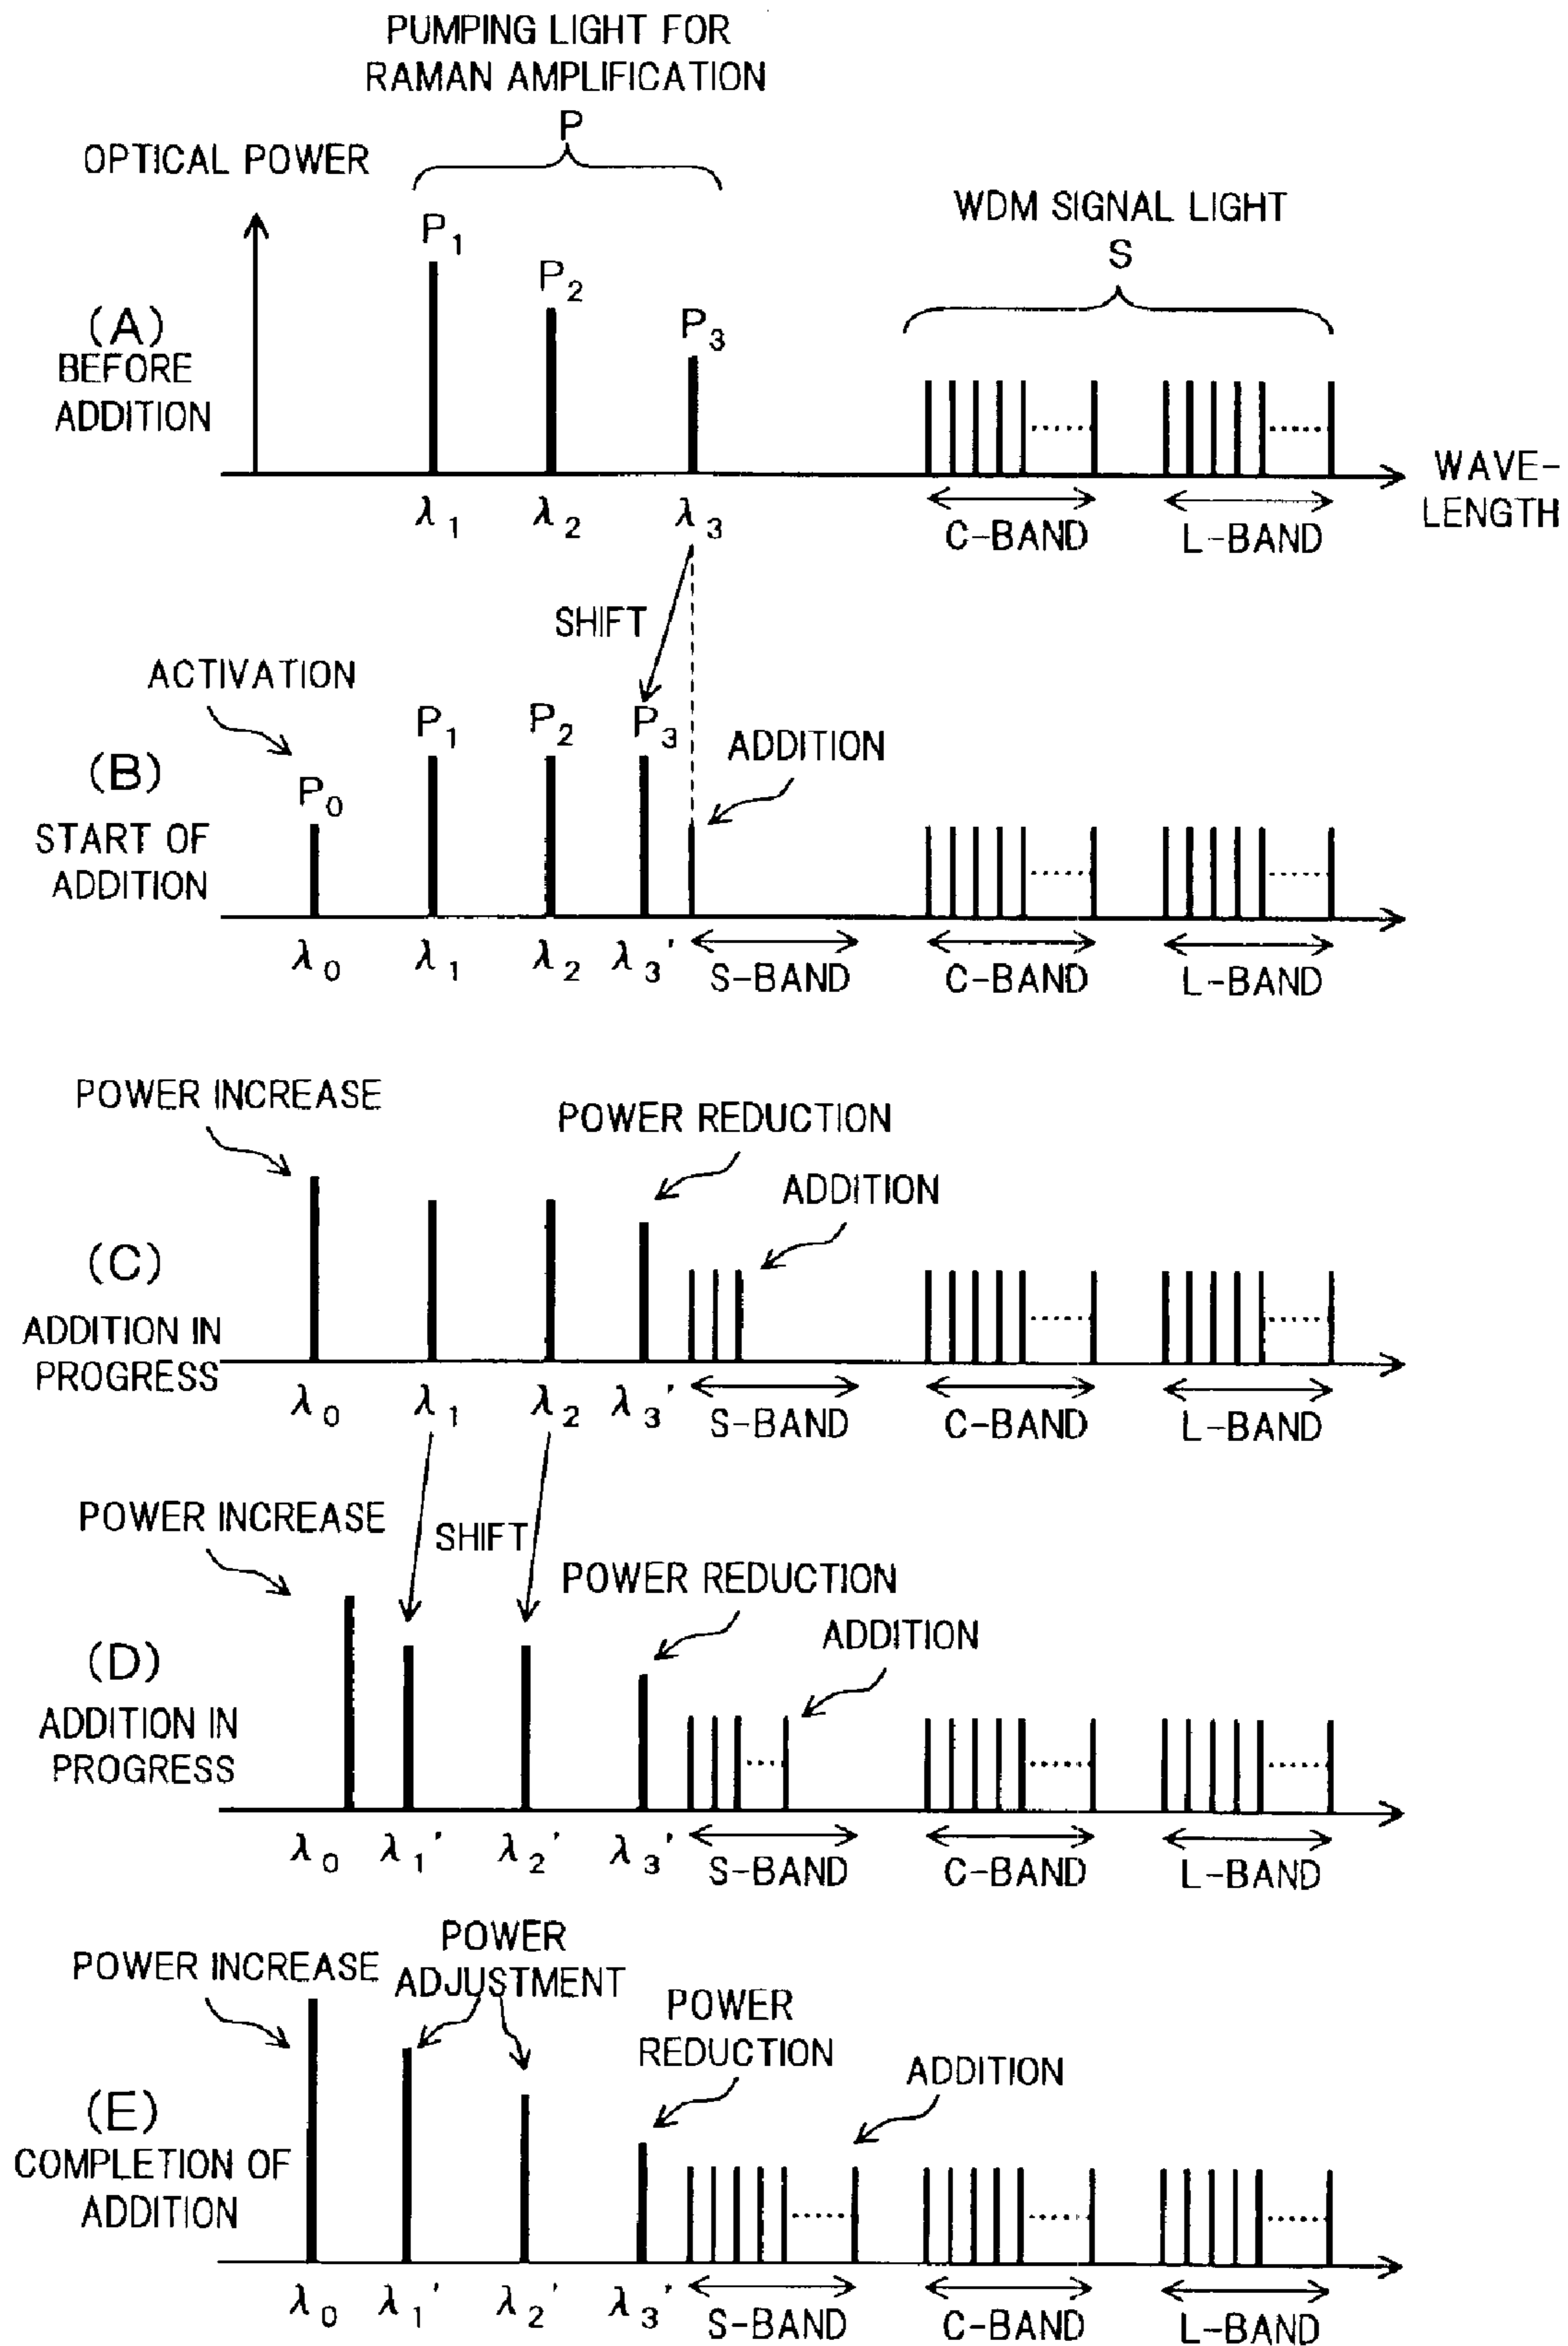 PUMPING LIGHT FOR
RAMAN AMPLIFICATION
P
OPTICAL POWER
WDM SIGNAL LIGHT
S
P1
P2
P3
(A)
BEFORE
ADDITION
WAVE-
LENGTH
λ1 λ2 λ3
C-BAND L-BAND
SHIFT
ACTIVATION
P1 P2 P3
ADDITION
(B)
P0
START OF
ADDITION
λ0 λ1 λ2 λ3'
S-BAND C-BAND L-BAND
POWER INCREASE
POWER REDUCTION
ADDITION
(C)
ADDITION IN
PROGRESS
λ0 λ1 λ2 λ3'
S-BAND C-BAND L-BAND
POWER INCREASE
SHIFT
POWER REDUCTION
ADDITION
(D)
ADDITION IN
PROGRESS
λ0 λ1' λ2' λ3'
S-BAND C-BAND L-BAND
POWER
ADJUSTMENT
POWER INCREASE
POWER
REDUCTION
ADDITION
(E)
COMPLETION OF
ADDITION
λ0 λ1' λ2' λ3'
S-BAND C-BAND L-BAND